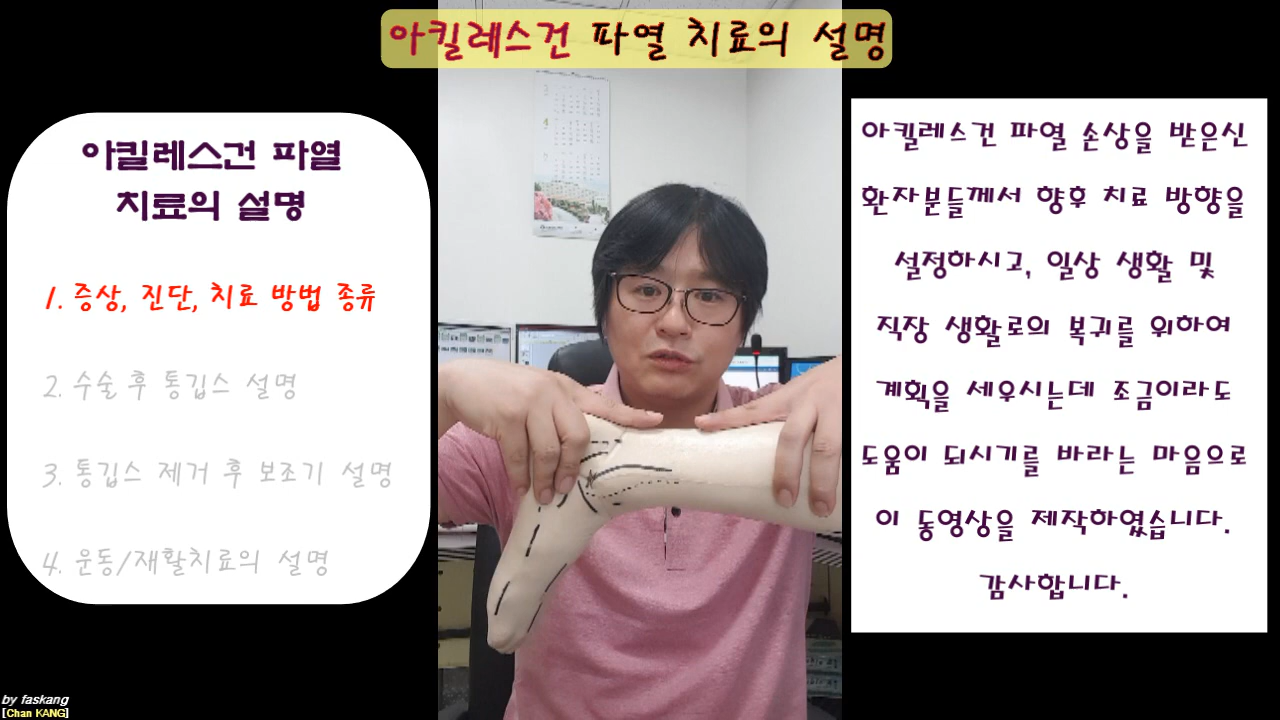 아킬레스건 파열 치료의 설명
아킬레스건 파열
치료의 설명
1. 증상, 진단, 치료 방법 종류
2. 수술 후 통깁스 설명
3. 통깁스 제거 후 보조기 설명
4. 운동/재활치료의 설명
아킬레스건 파열 손상을 받은신
환자분들께서 향후 치료 방향을
설정하시고, 일상 생활 및
직장 생활로의 복귀를 위하여
계획을 세우시는데 조금이라도
도움이 되시기를 바라는 마음으로
이 동영상을 제작하였습니다.
감사합니다.
by faskang
[Chan KANG]